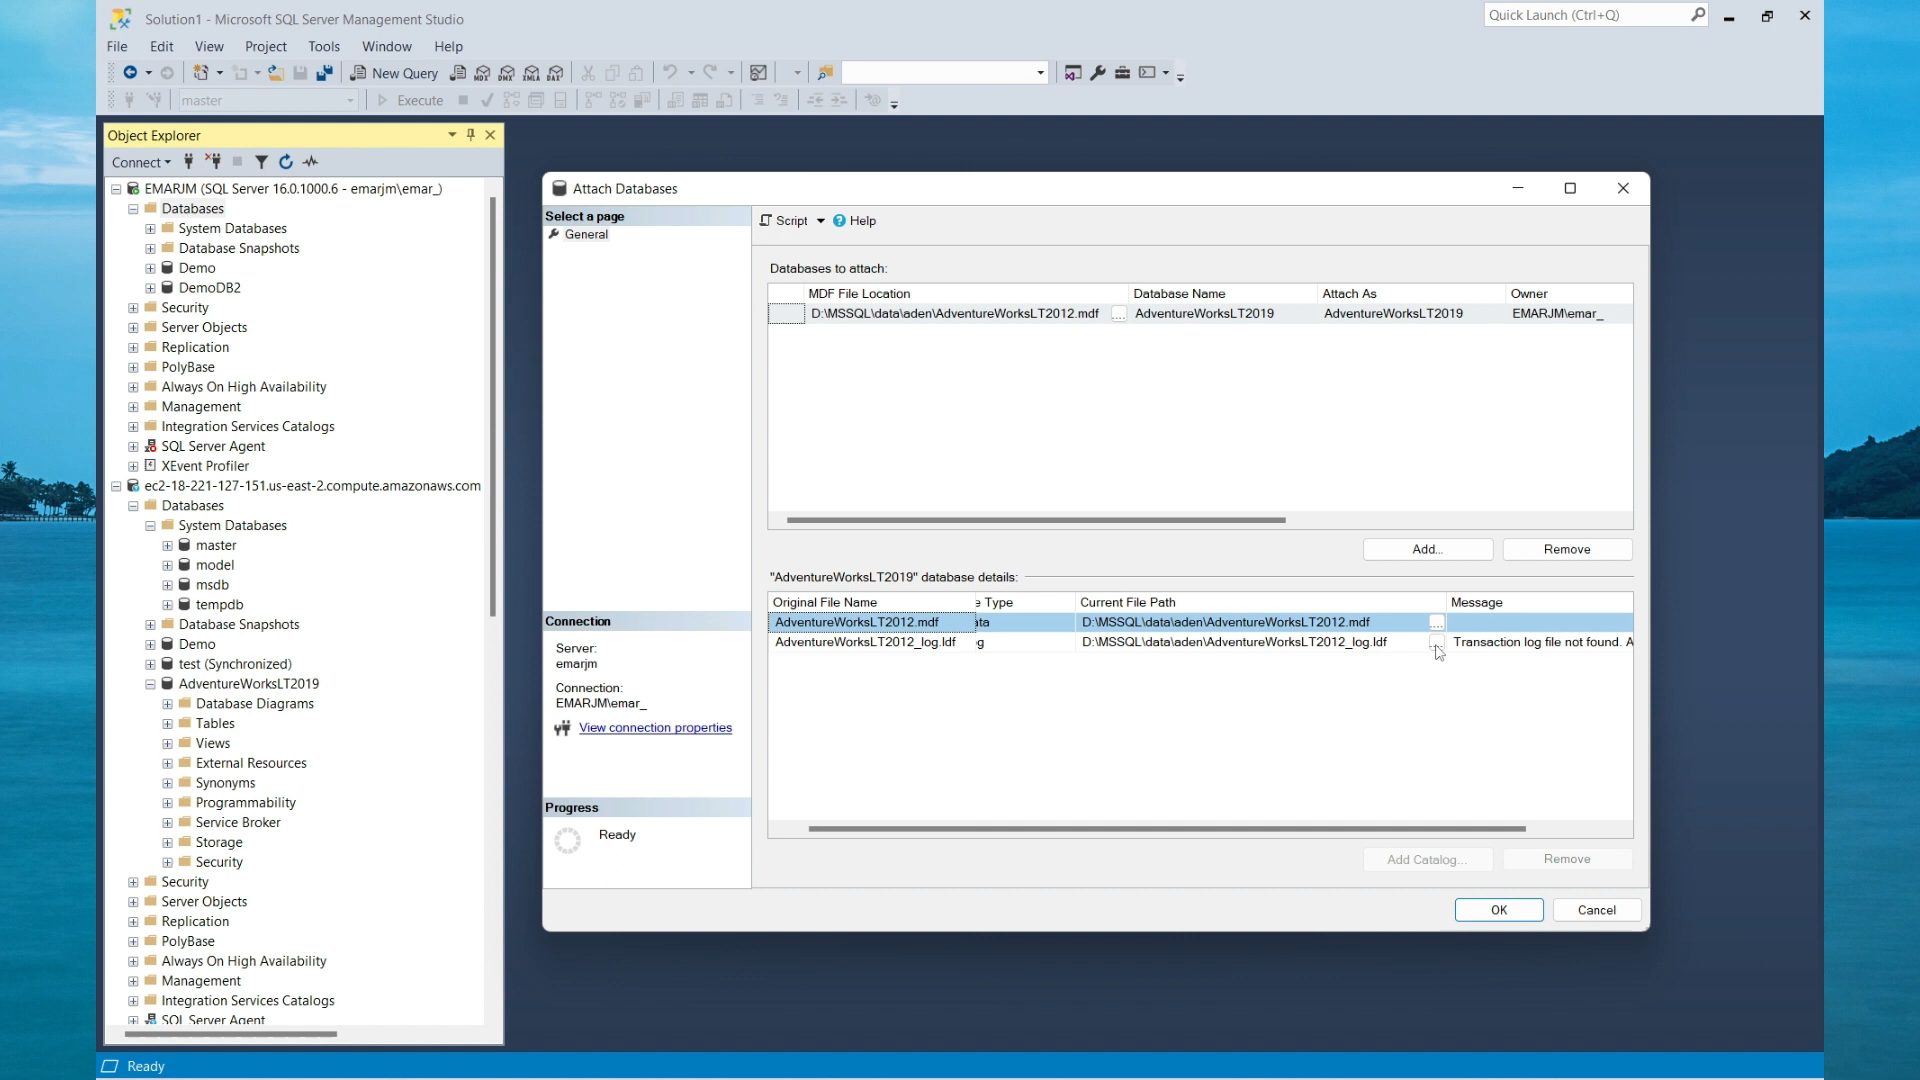 Solution1 - Microsoft SQL Server Management Studio
Quick Launch (Ctrl+Q)
File Edit View Project Tools Window Help
New Query MDX DMX XMLA DAX
master Execute
Object Explorer
Connect
EMARJM (SQL Server 16.0.1000.6 - emarjm\emar_)
Databases
System Databases
Database Snapshots
Demo
DemoDB2
Security
Server Objects
Replication
PolyBase
Always On High Availability
Management
Integration Services Catalogs
SQL Server Agent
XEvent Profiler
ec2-18-221-127-151.us-east-2.compute.amazonaws.com
Databases
System Databases
master
model
msdb
tempdb
Database Snapshots
Demo
test (Synchronized)
AdventureWorksLT2019
Database Diagrams
Tables
Views
External Resources
Synonyms
Programmability
Service Broker
Storage
Security
Security
Server Objects
Replication
PolyBase
Always On High Availability
Management
Integration Services Catalogs
SQL Server Agent
Attach Databases
Select a page
General
Connection
Server:
emarjm
Connection:
EMARJM\emar_
View connection properties
Progress
Ready
Script Help
Databases to attach:
MDF File Location Database Name Attach As Owner
D:\MSSQL\data\aden\AdventureWorksLT2012.mdf ... AdventureWorksLT2019 AdventureWorksLT2019 EMARJM\emar_
Add... Remove
"AdventureWorksLT2019" database details:
Original File Name e Type Current File Path Message
AdventureWorksLT2012.mdf ata D:\MSSQL\data\aden\AdventureWorksLT2012.mdf ...
AdventureWorksLT2012_log.ldf g D:\MSSQL\data\aden\AdventureWorksLT2012_log.ldf ... Transaction log file not found. A
Add Catalog... Remove
OK Cancel
Ready